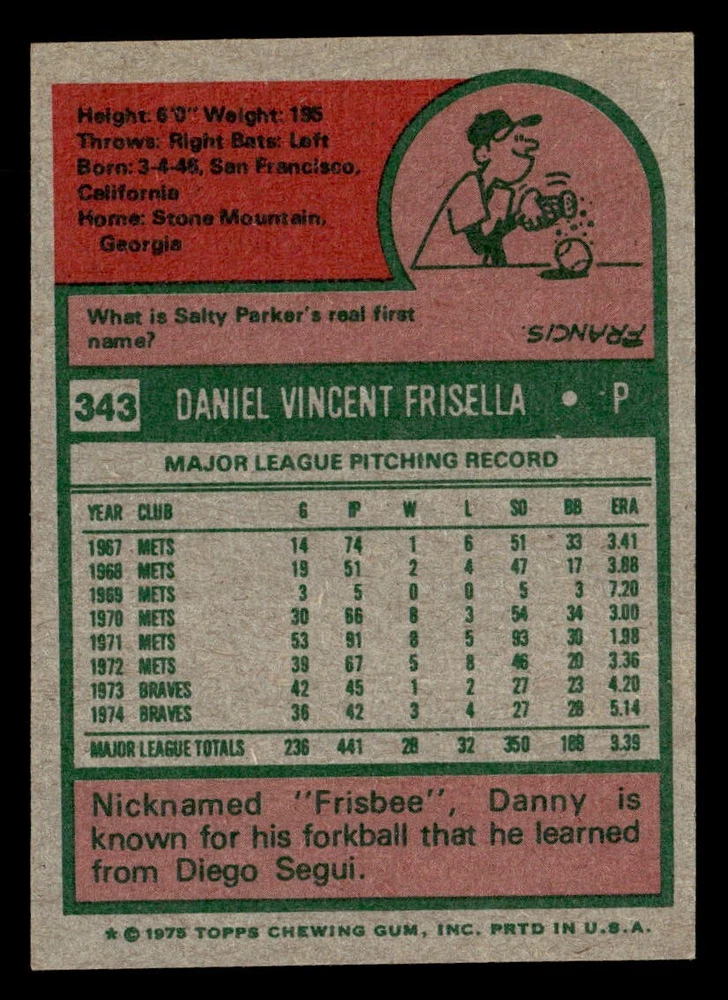 Height: 6'0" Weight: 195
Throws: Right Bats: Left
Born: 3-4-46, San Francisco,
California
Home: Stone Mountain,
Georgia
What is Salty Parker's real first
name?
FRANCIS.
343 DANIEL VINCENT FRISELLA • P
MAJOR LEAGUE PITCHING RECORD
YEAR CLUB G IP W L SO BB ERA
1967 METS 14 74 1 6 51 33 3.41
1968 METS 19 51 2 4 47 17 3.88
1969 METS 3 5 0 0 5 3 7.20
1970 METS 30 66 8 3 54 34 3.00
1971 METS 53 91 8 5 93 30 1.98
1972 METS 39 67 5 8 46 20 3.36
1973 BRAVES 42 45 1 2 27 23 4.20
1974 BRAVES 36 42 3 4 27 28 5.14
MAJOR LEAGUE TOTALS 236 441 28 32 350 188 3.39
Nicknamed "Frisbee", Danny is
known for his forkball that he learned
from Diego Segui.
* © 1975 TOPPS CHEWING GUM, INC. PRTD IN U.S.A.